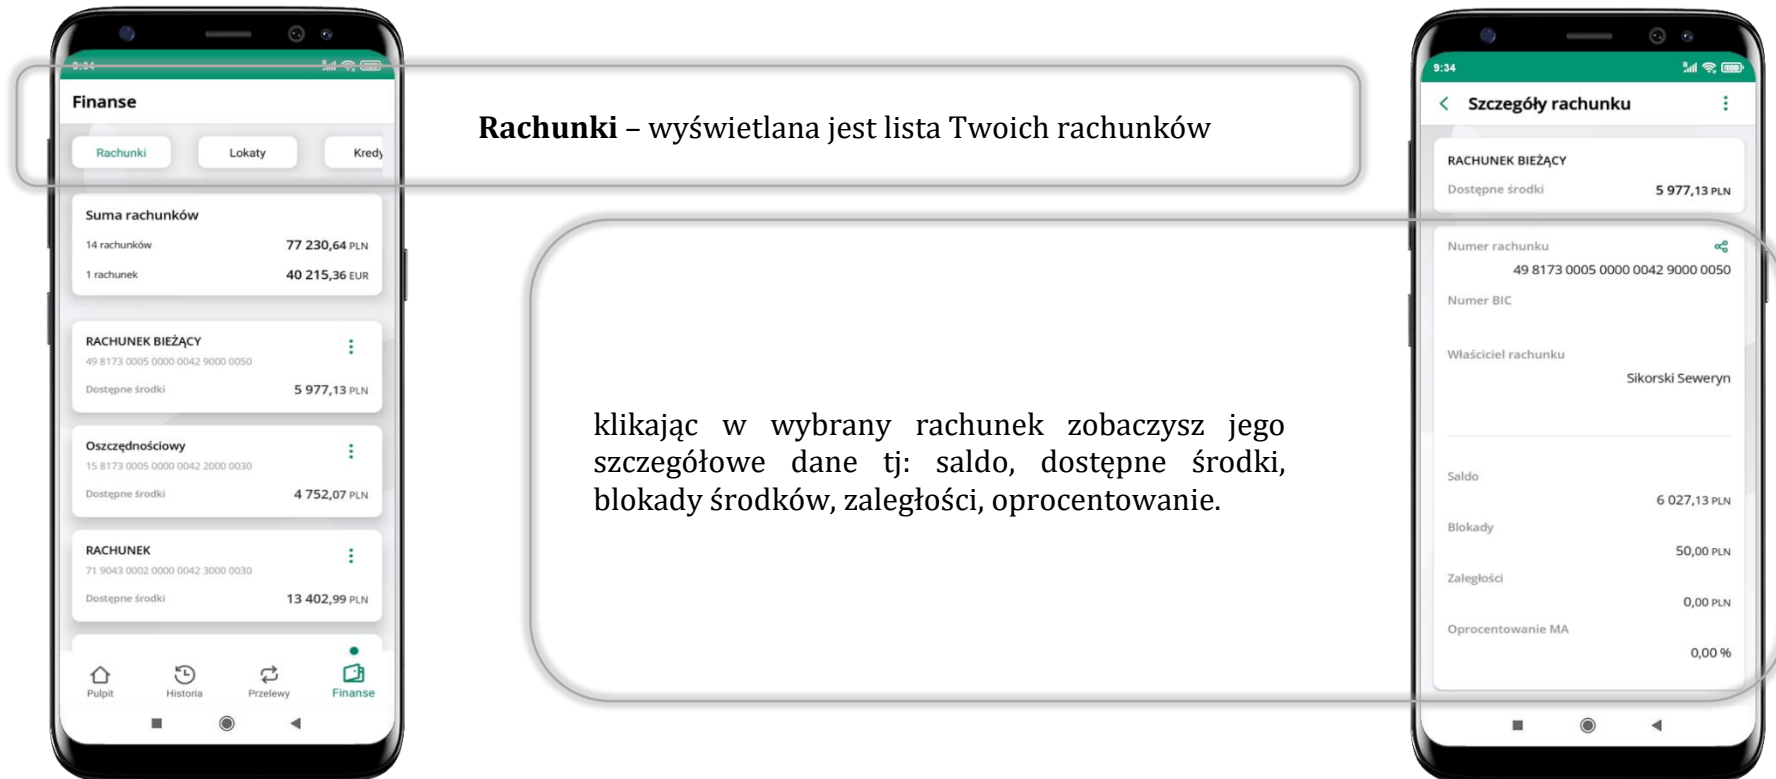 9:34
Finanse
Rachunki Lokaty Kredy
Suma rachunków
14 rachunków 77 230,64 PLN
1 rachunek 40 215,36 EUR
RACHUNEK BIEŻĄCY
49 8173 0005 0000 0042 9000 0050
Dostępne środki 5 977,13 PLN
Oszczędnościowy
15 8173 0005 0000 0042 2000 0030
Dostępne środki 4 752,07 PLN
RACHUNEK
71 9043 0002 0000 0042 3000 0030
Dostępne środki 13 402,99 PLN
Pulpit Historia Przelewy Finanse
Rachunki – wyświetlana jest lista Twoich rachunków
klikając w wybrany rachunek zobaczysz jego
szczegółowe dane tj: saldo, dostępne środki,
blokady środków, zaległości, oprocentowanie.
9:34
Szczegóły rachunku
RACHUNEK BIEŻĄCY
Dostępne środki 5 977,13 PLN
Numer rachunku
49 8173 0005 0000 0042 9000 0050
Numer BIC
Właściciel rachunku
Sikorski Seweryn
Saldo
6 027,13 PLN
Blokady
50,00 PLN
Zaległości
0,00 PLN
Oprocentowanie MA
0,00 %